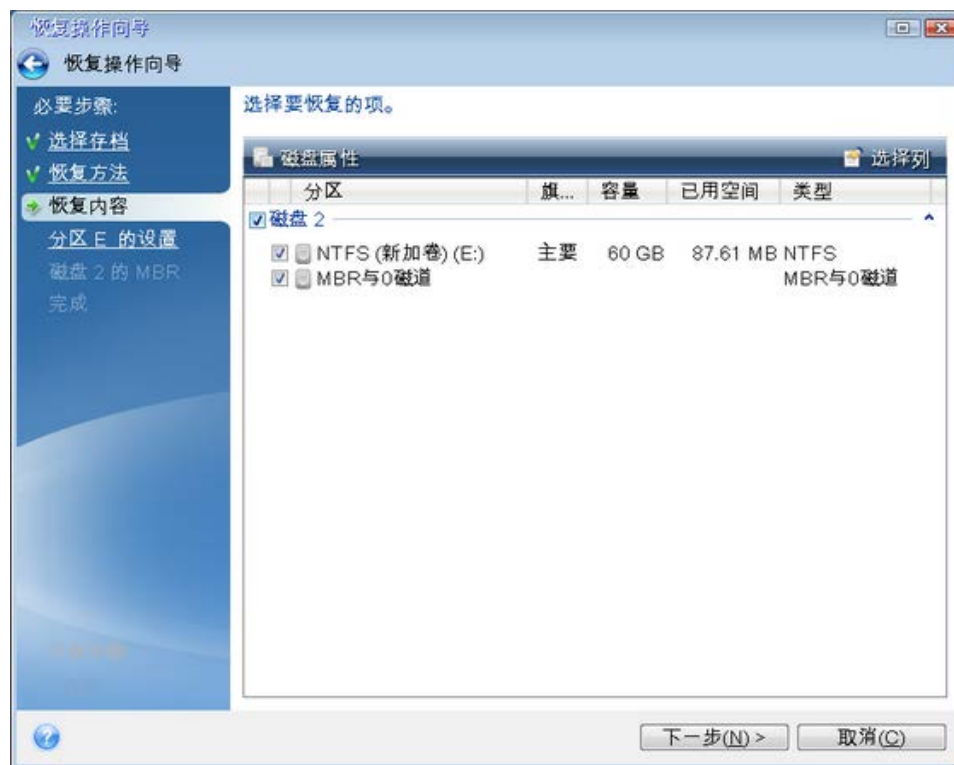 恢复操作向导
恢复操作向导
必要步骤:
选择存档
恢复方法
恢复内容
分区 E 的设置
磁盘 2 的 MBR
完成
选择要恢复的项。
磁盘属性 选择列
分区 旗... 容量 已用空间 类型
磁盘 2
NTFS (新加卷) (E:) 主要 60 GB 87.61 MB NTFS
MBR与0磁道 MBR与0磁道
下一步(N) > 取消(C)